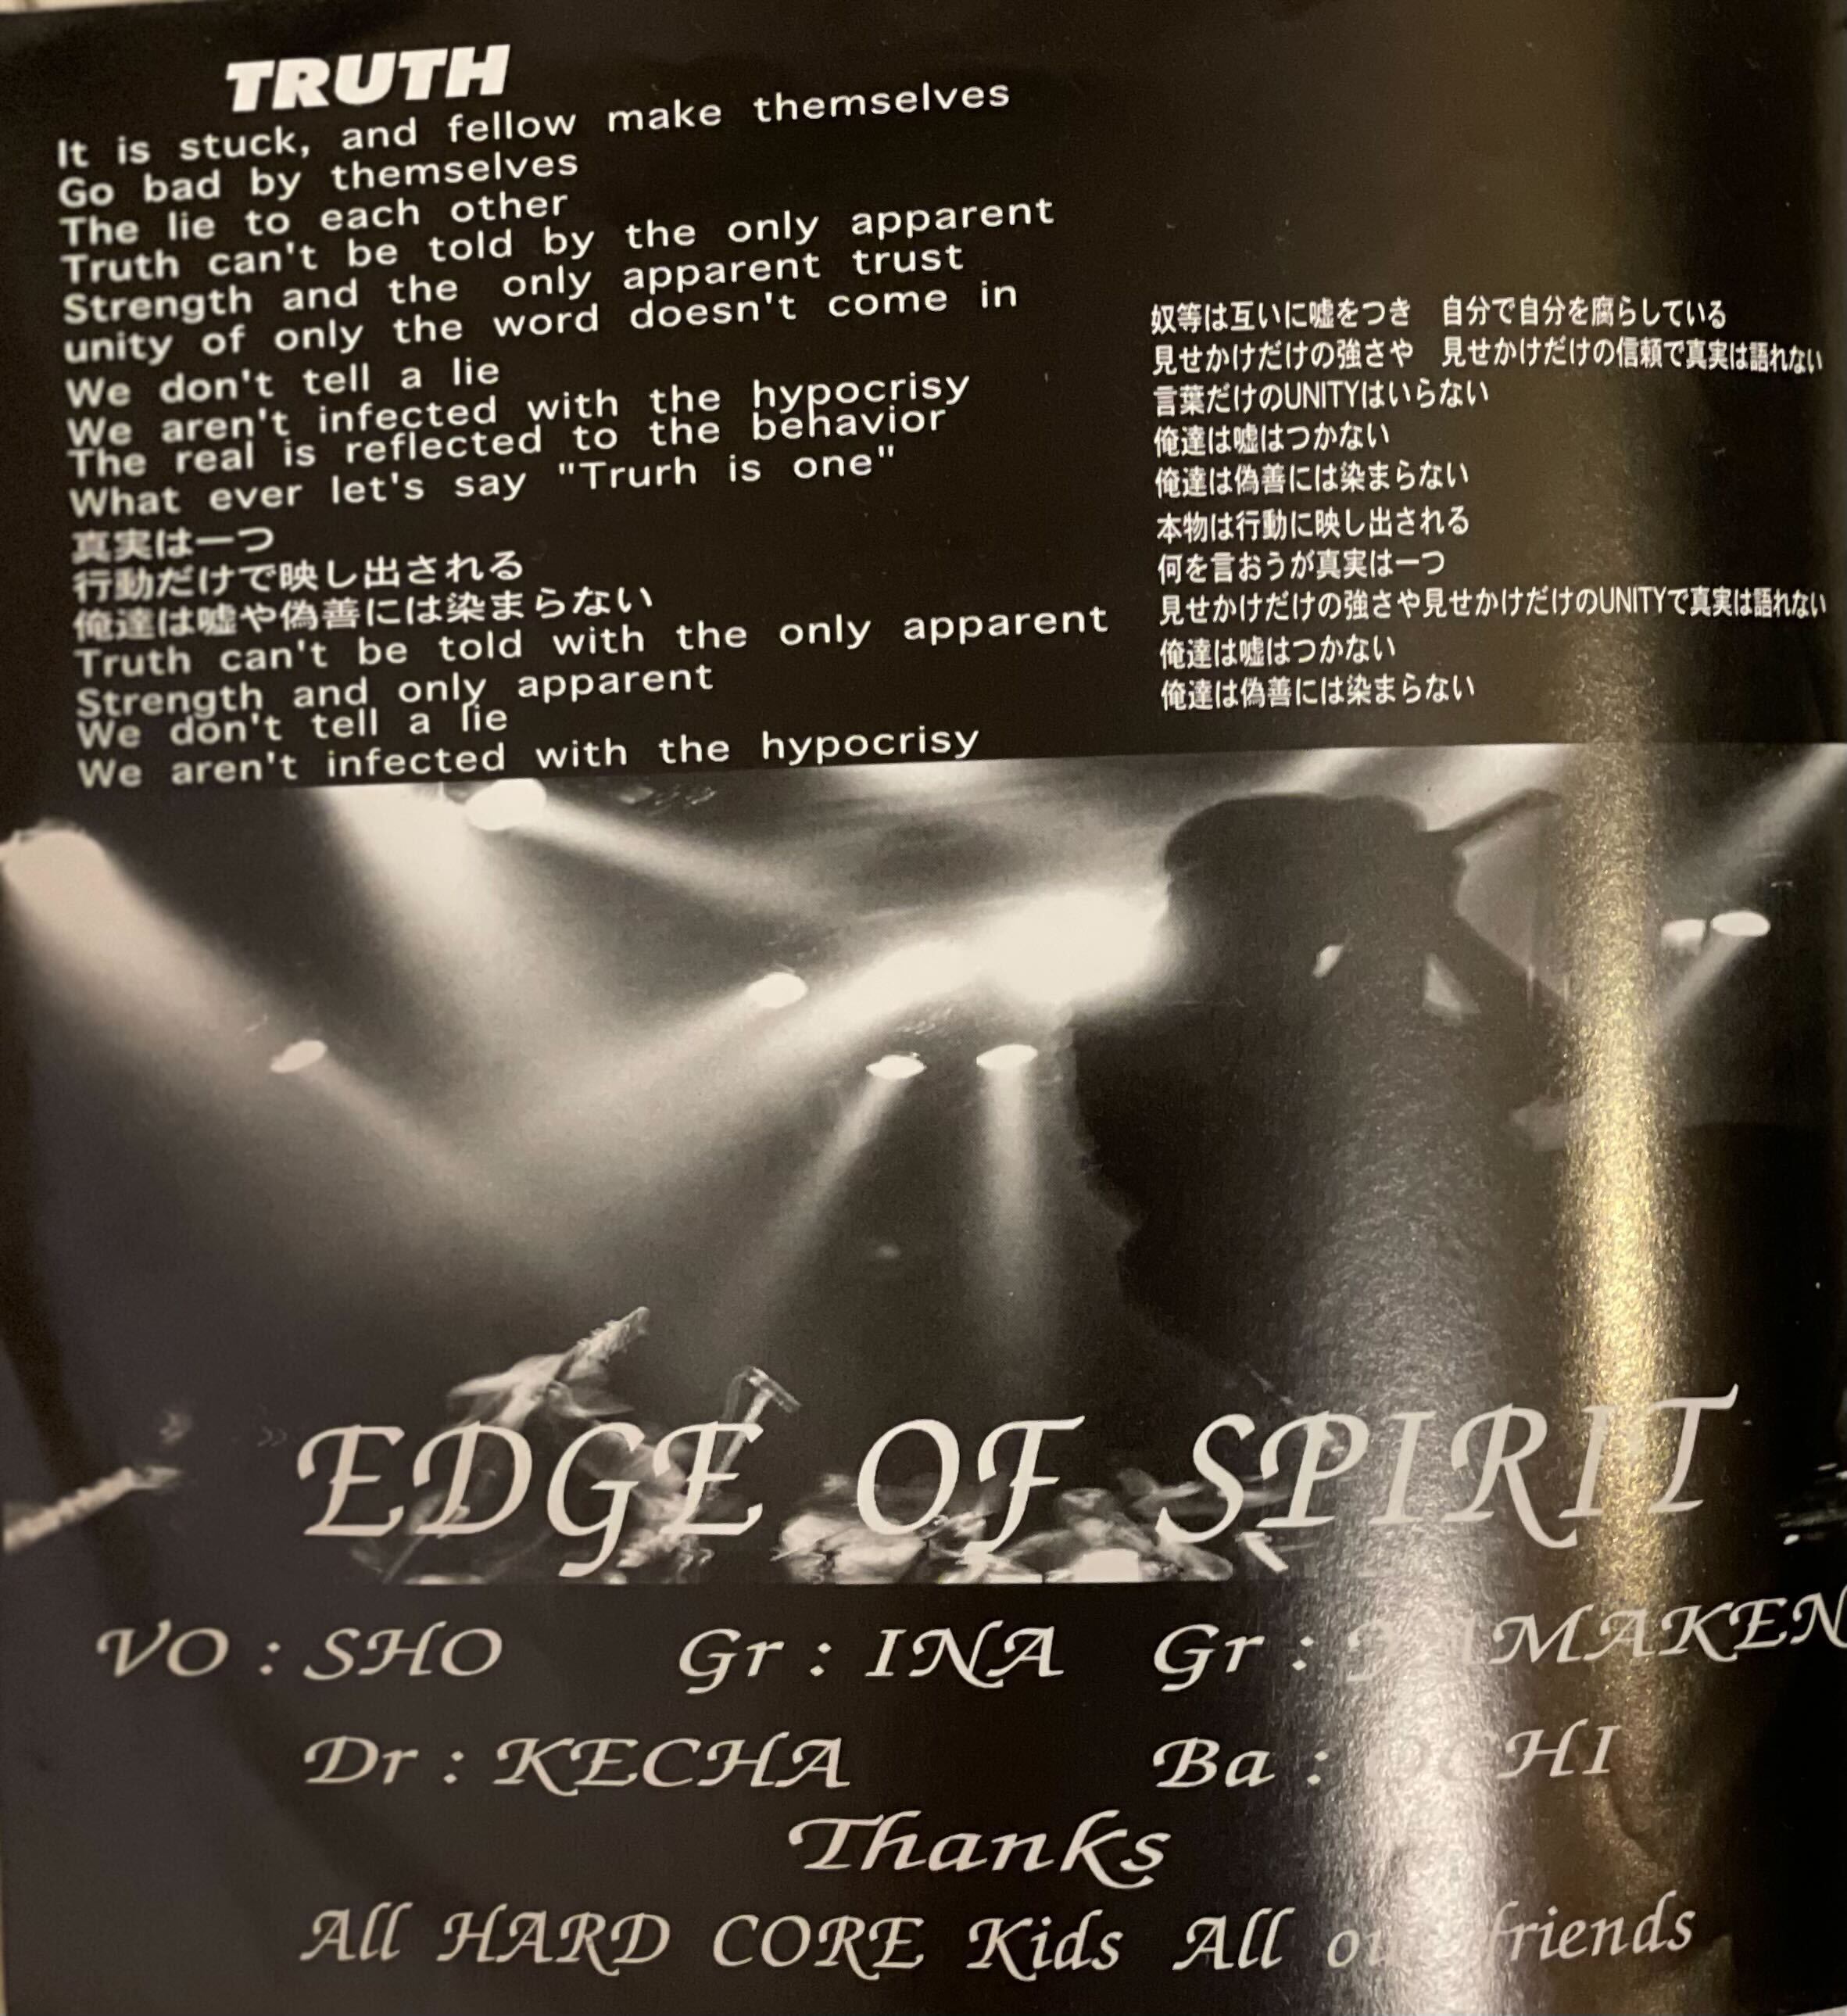 TRUTH
It is stuck, and fellow make themselves
Go bad by themselves
The lie to each other
Truth can't be told by the only apparent
Strength and the only apparent trust
unity of only the word doesn't come in
We don't tell a lie
We aren't infected with the hypocrisy
The real is reflected to the behavior
What ever let's say "Trurh is one"
真実は一つ
行動だけで映し出される
俺達は嘘や偽善には染まらない
Truth can't be told with the only apparent
Strength and only apparent
We don't tell a lie
We aren't infected with the hypocrisy
奴等は互いに嘘をつき　自分で自分を腐らしている
見せかけだけの強さや　見せかけだけの信頼で真実は語れない
言葉だけのUNITYはいらない
俺達は嘘はつかない
俺達は偽善には染まらない
本物は行動に映し出される
何を言おうが真実は一つ
見せかけだけの強さや見せかけだけのUNITYで真実は語れない
俺達は嘘はつかない
俺達は偽善には染まらない
EDGE OF SPIRIT
VO : SHO Gr : INA Gr :
Dr : KECHA Ba :
Thanks
All HARD CORE Kids All our friends